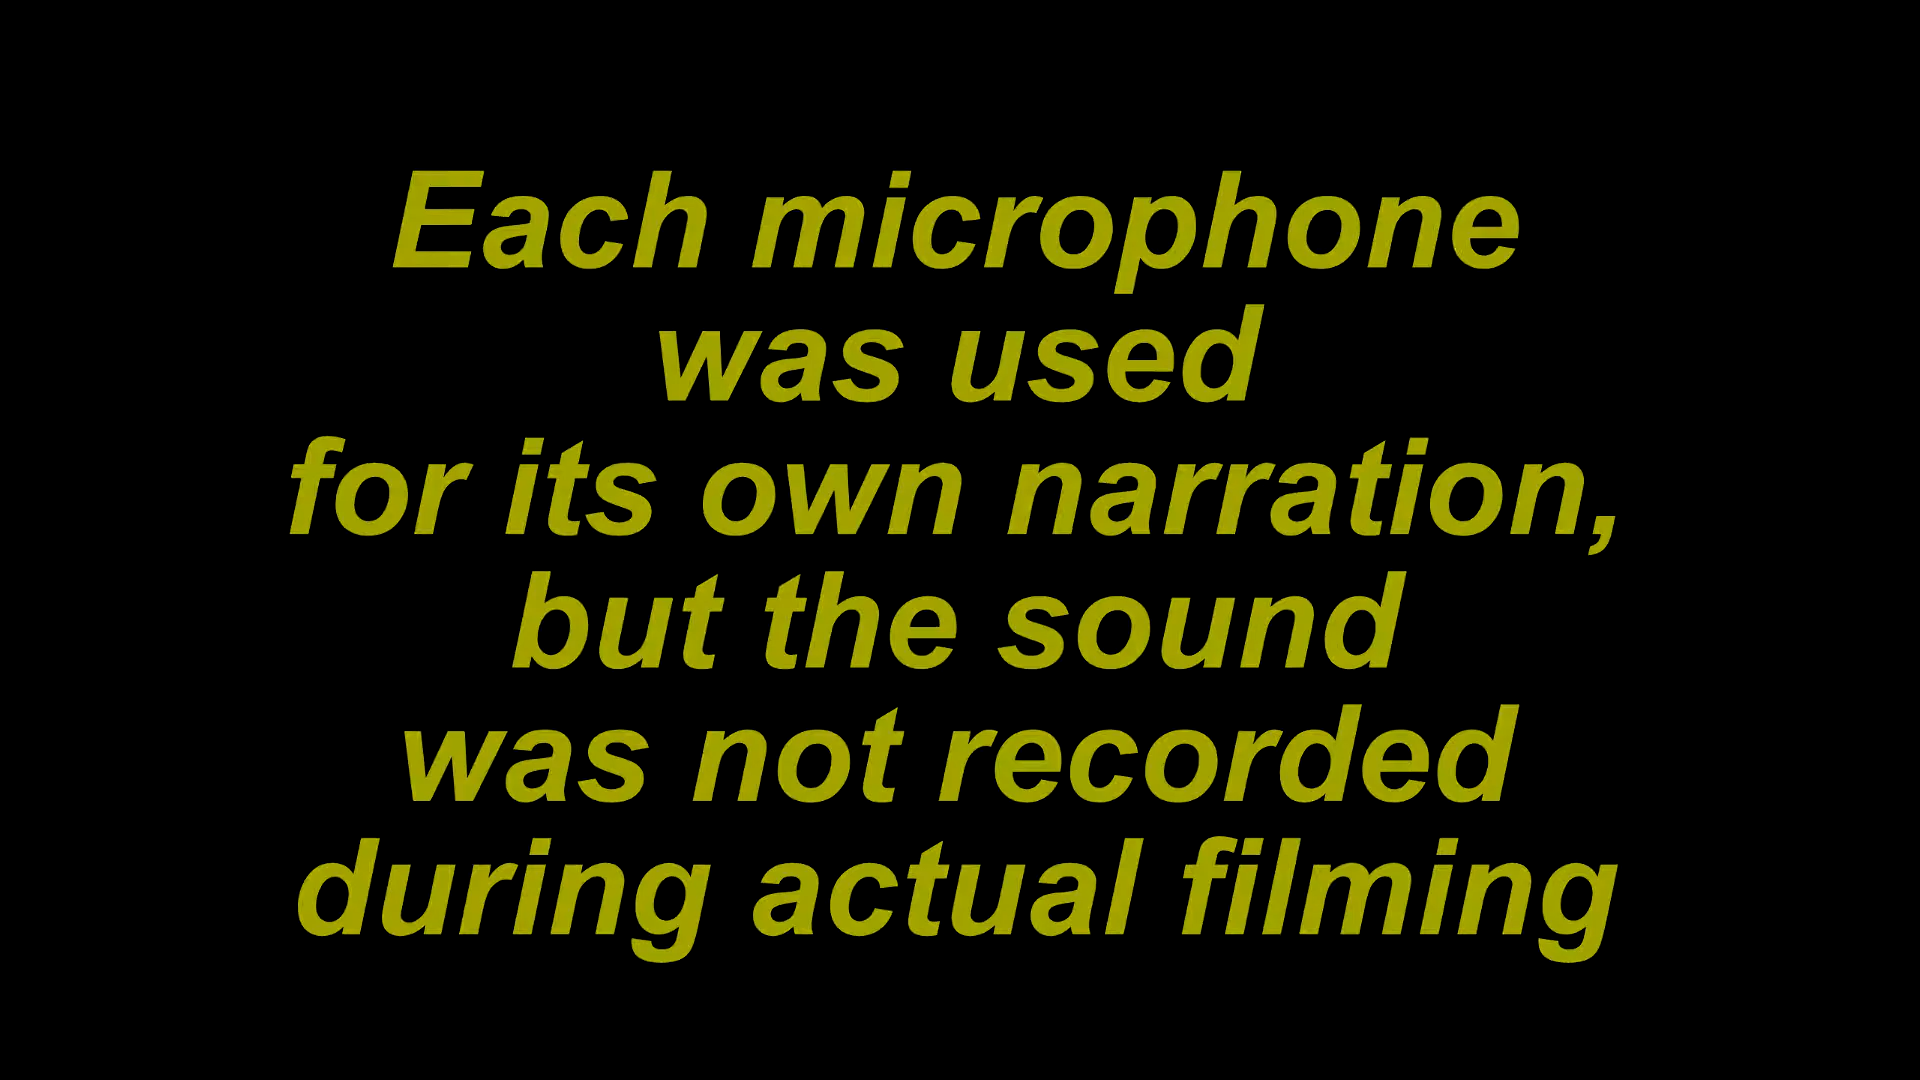 Each microphone
was used
for its own narration,
but the sound
was not recorded
during actual filming